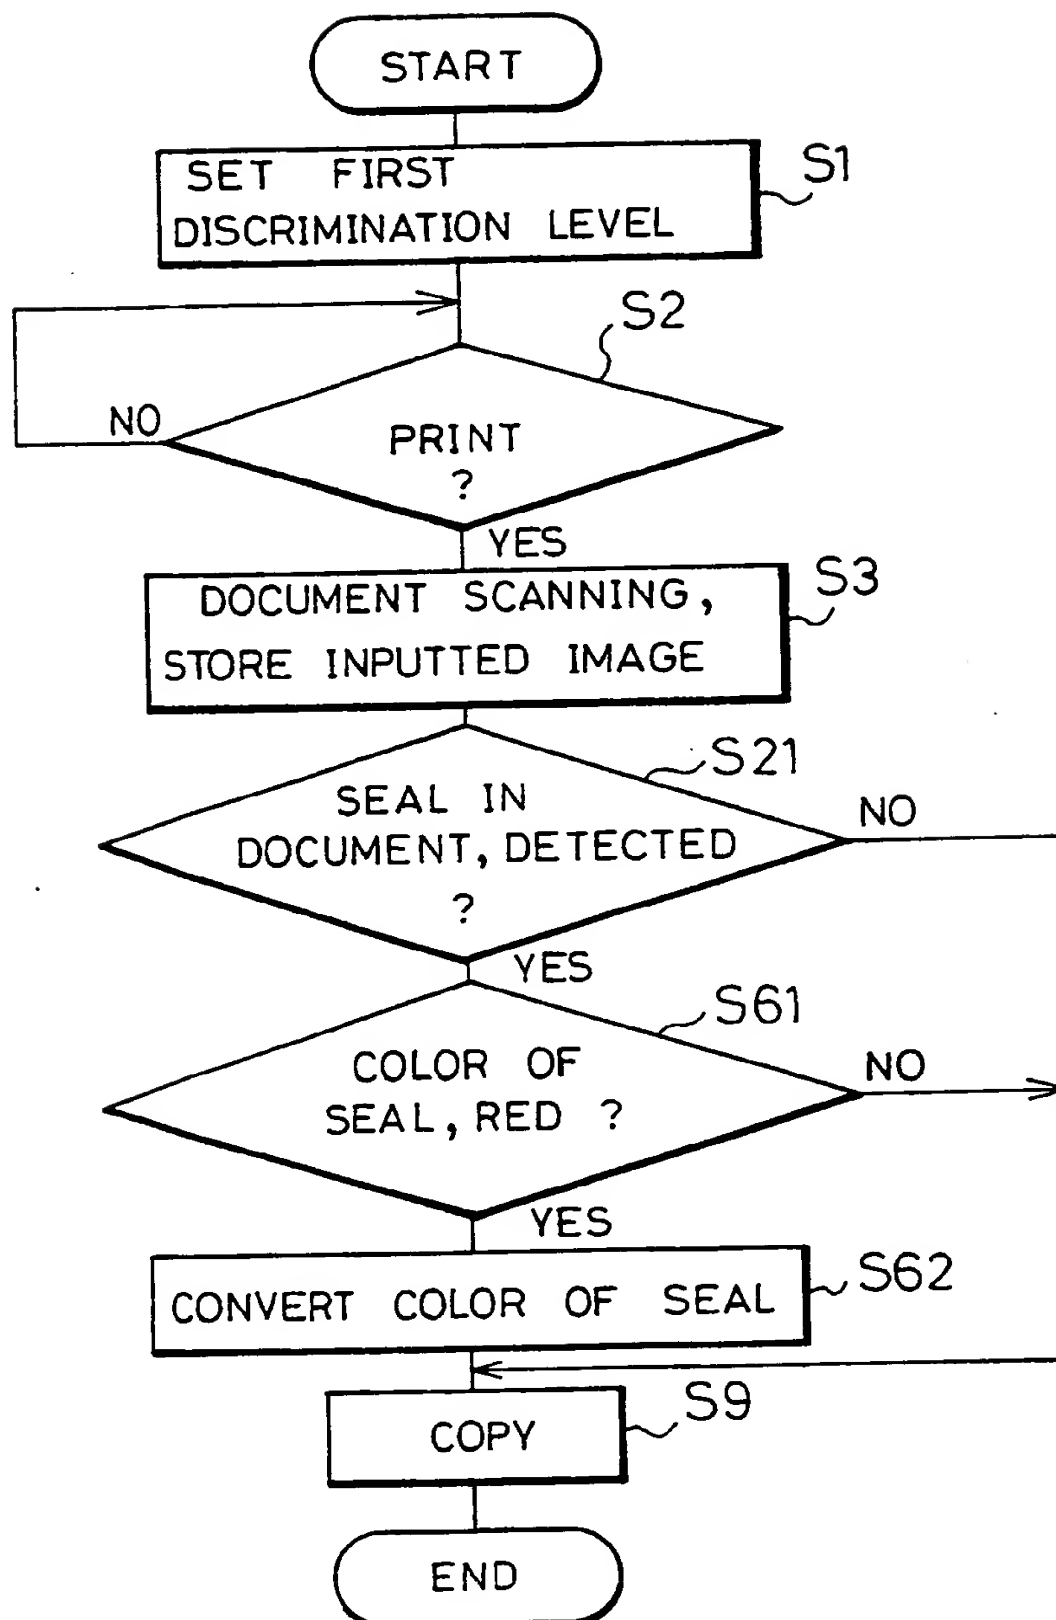 START
SET FIRST
DISCRIMINATION LEVEL
S1
S2
NO
PRINT
?
YES
S3
DOCUMENT SCANNING,
STORE INPUTTED IMAGE
S21
SEAL IN
DOCUMENT, DETECTED
?
NO
YES
S61
COLOR OF
SEAL, RED ?
NO
YES
CONVERT COLOR OF SEAL
S62
COPY
S9
END